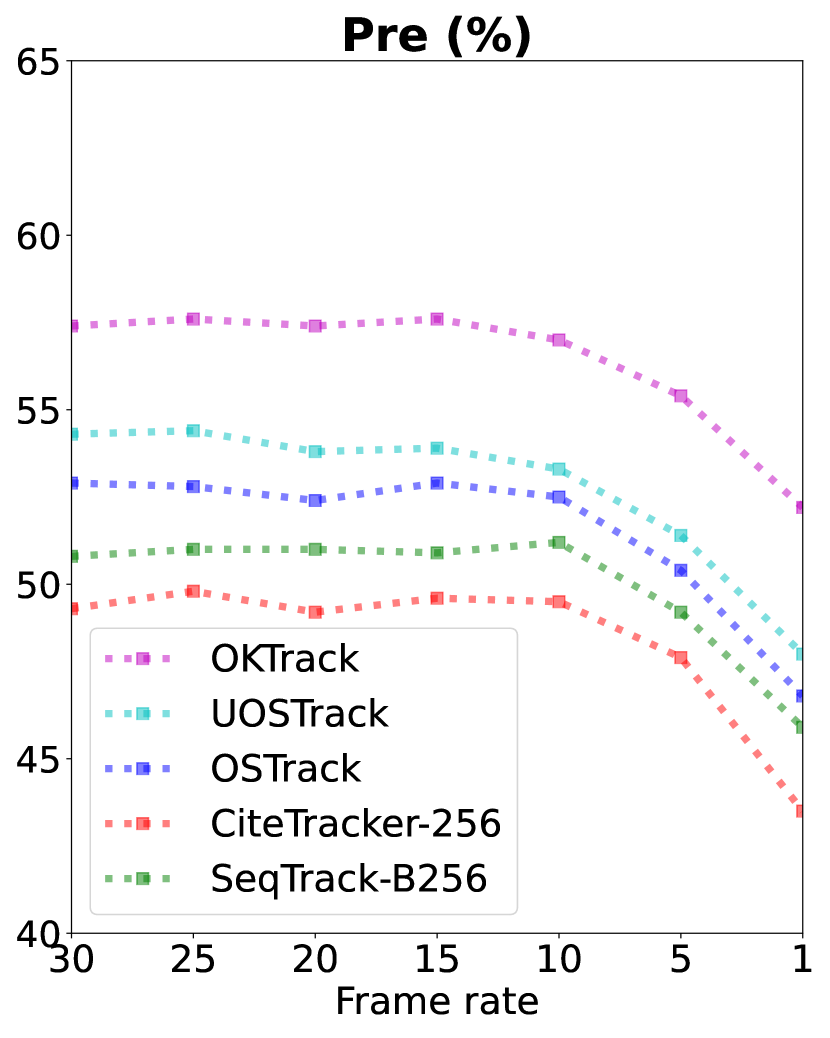 Pre (%)
65
60
55
50
45
40
OKTrack
UOSTrack
OSTrack
CiteTracker-256
SeqTrack-B256
30 25 20 15 10 5 1
Frame rate